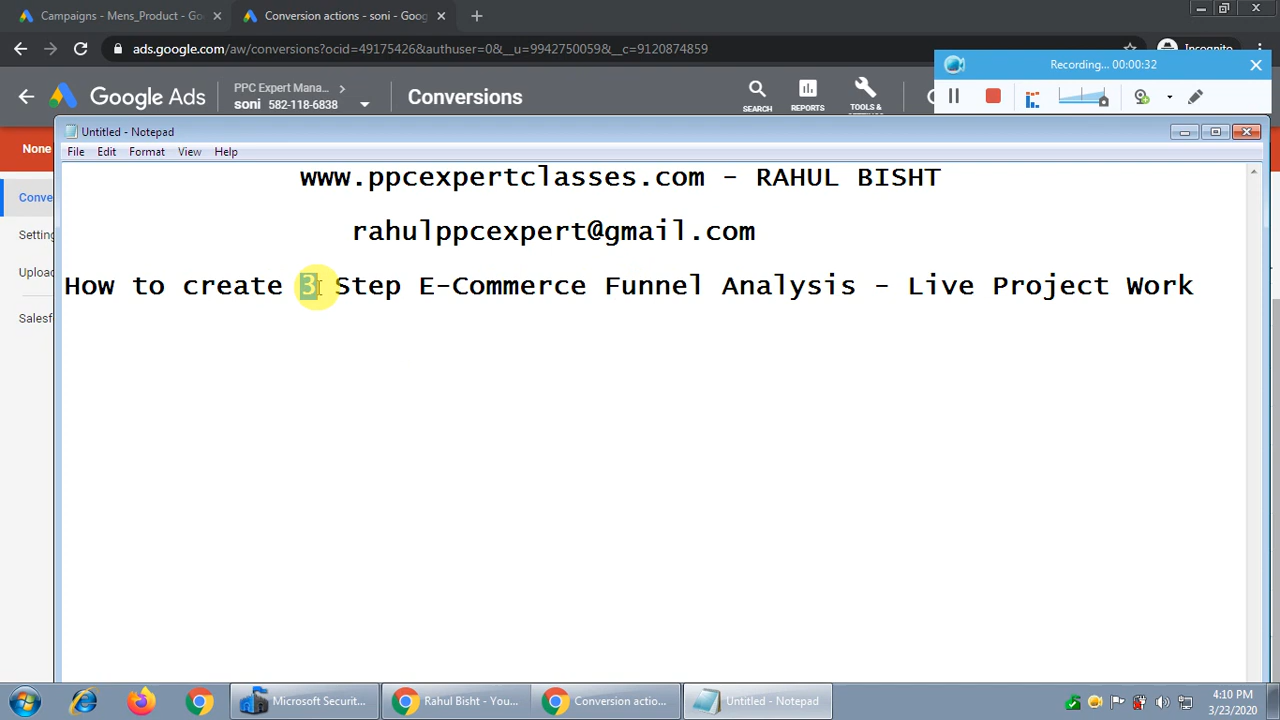 Campaigns - Mens_Product - Go
Conversion actions - soni - Goog
ads.google.com/aw/conversions?ocid=49175426&authuser=0&__u=9942750059&__c=9120874859
Incognito
Recording... 00:00:32
Google Ads
PPC Expert Mana...
soni 582-118-6838
Conversions
SEARCH
REPORTS
TOOLS &
None
Untitled - Notepad
File Edit Format View Help
www.ppcexpertclasses.com - RAHUL BISHT
Conve
rahulppcexpert@gmail.com
Setting
Upload
How to create 3 Step E-Commerce Funnel Analysis - Live Project Work
Salesf
Microsoft Securit...
Rahul Bisht - You...
Conversion actio...
Untitled - Notepad
4:10 PM
3/23/2020